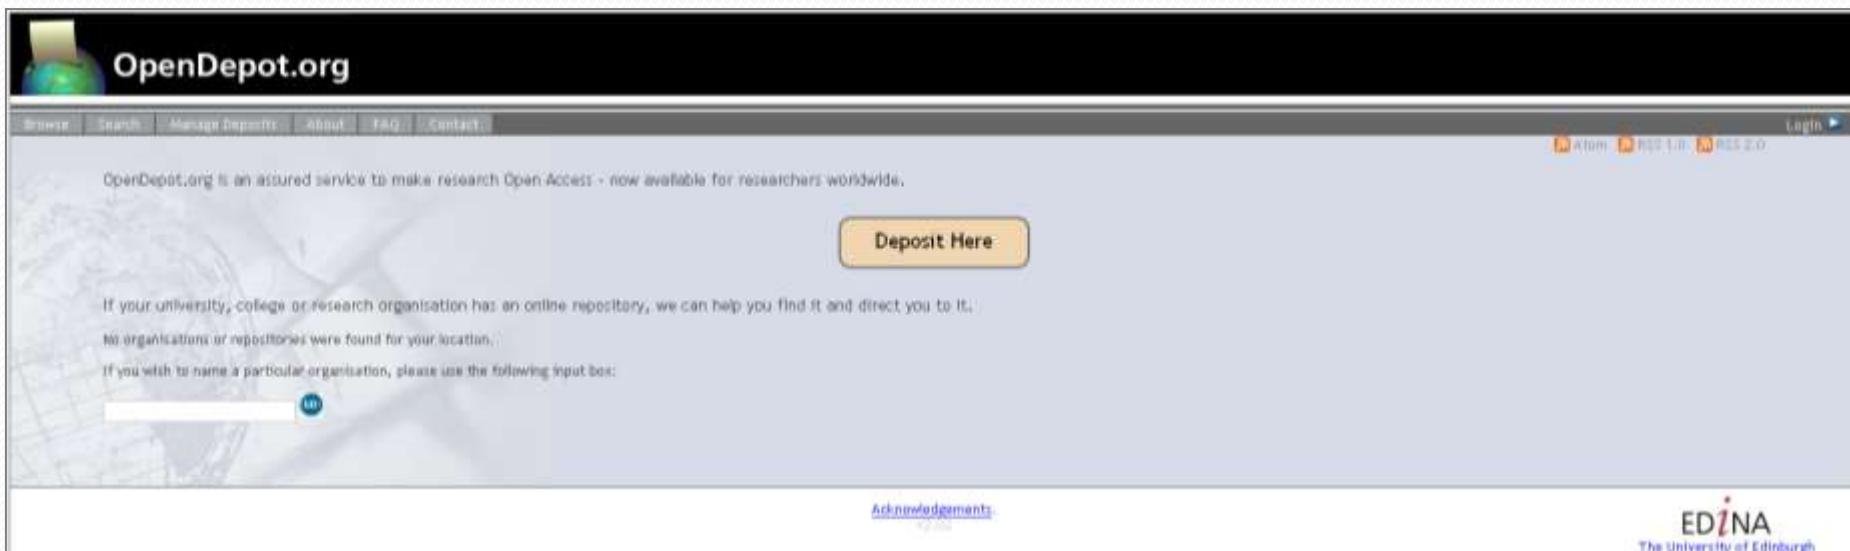 OpenDepot.org
Browse Search Manage Deposits About FAQ Contact Login
Atom RSS 1.0 RSS 2.0
OpenDepot.org is an assured service to make research Open Access - now available for researchers worldwide.
Deposit Here
If your university, college or research organisation has an online repository, we can help you find it and direct you to it.
No organisations or repositories were found for your location.
If you wish to name a particular organisation, please use the following input box:
Acknowledgements.
EDINA
The University of Edinburgh